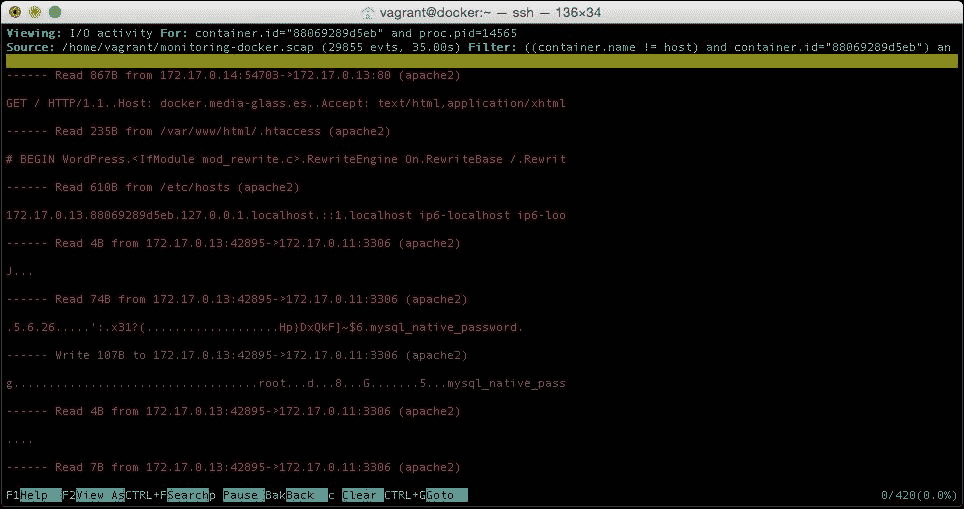 vagrant@docker:~ — ssh — 136×34
Viewing: I/O activity For: container.id="88069289d5eb" and proc.pid=14565
Source: /home/vagrant/monitoring-docker.scap (29855 evts, 35.00s) Filter: ((container.name != host) and container.id="88069289d5eb") an
------ Read 867B from 172.17.0.14:54703->172.17.0.13:80 (apache2)
GET / HTTP/1.1..Host: docker.media-glass.es..Accept: text/html,application/xhtml
------ Read 235B from /var/www/html/.htaccess (apache2)
# BEGIN WordPress.<IfModule mod_rewrite.c>.RewriteEngine On.RewriteBase /.Rewrit
------ Read 610B from /etc/hosts (apache2)
172.17.0.13.88069289d5eb.127.0.0.1.localhost.::1.localhost ip6-localhost ip6-loo
------ Read 4B from 172.17.0.13:42895->172.17.0.11:3306 (apache2)
J...
------ Read 74B from 172.17.0.13:42895->172.17.0.11:3306 (apache2)
.5.6.26.....':.x31?(...................Hp}DxQkF]~$6.mysql_native_password.
------ Write 107B to 172.17.0.13:42895->172.17.0.11:3306 (apache2)
g...................................root...d...8...G.......5...mysql_native_pass
------ Read 4B from 172.17.0.13:42895->172.17.0.11:3306 (apache2)
....
------ Read 7B from 172.17.0.13:42895->172.17.0.11:3306 (apache2)
F1Help F2View AsCTRL+FSearchp Pause BakBack c Clear CTRL+GGoto 0/420(0.0%)